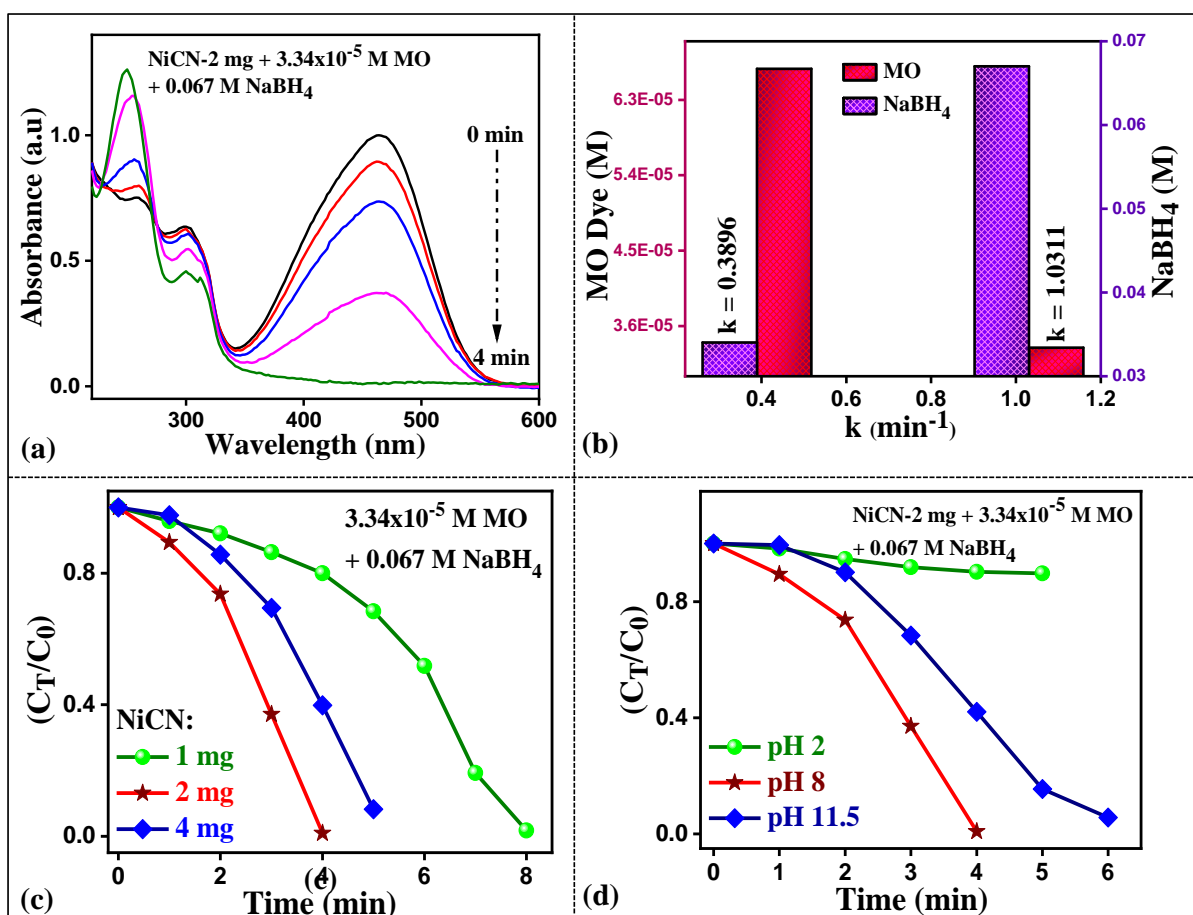 NiCN-2 mg + 3.34x10⁻⁵ M MO
+ 0.067 M NaBH₄
0 min
4 min
Absorbance (a.u)
1.0
0.5
0.0
300
400
500
600
Wavelength (nm)
(a)
MO
NaBH₄
MO Dye (M)
6.3E-05
5.4E-05
4.5E-05
3.6E-05
k = 0.3896
k = 1.0311
NaBH₄ (M)
0.07
0.06
0.05
0.04
0.03
0.4
0.6
0.8
1.0
1.2
k (min⁻¹)
(b)
3.34x10⁻⁵ M MO
+ 0.067 M NaBH₄
(C_T/C₀)
0.8
0.4
0.0
NiCN:
1 mg
2 mg
4 mg
0
2
4
6
8
(e)
Time (min)
(c)
NiCN-2 mg + 3.34x10⁻⁵ M MO
+ 0.067 M NaBH₄
(C_T/C₀)
0.8
0.4
0.0
pH 2
pH 8
pH 11.5
0
1
2
3
4
5
6
Time (min)
(d)